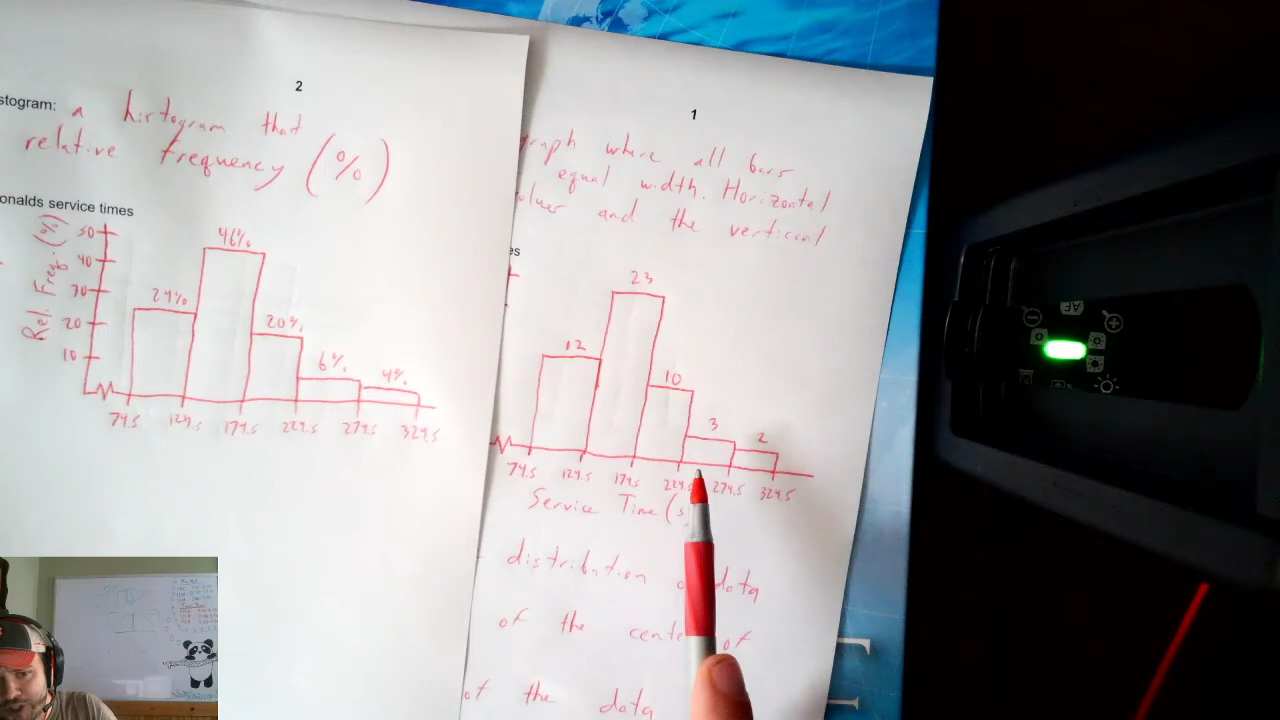 2
stogram: a histogram that
relative frequency (%)
onalds service times
Rel. Freq. (%)
50
40
30
20
10
24%
46%
20%
6%
4%
74.5 124.5 174.5 224.5 274.5 324.5
1
graph where all bars
equal width. Horizontal
values and the vertical
es
12
23
10
3
2
74.5 124.5 174.5 224.5 274.5 324.5
Service Time (s
distribution of data
of the center of
of the data
AF